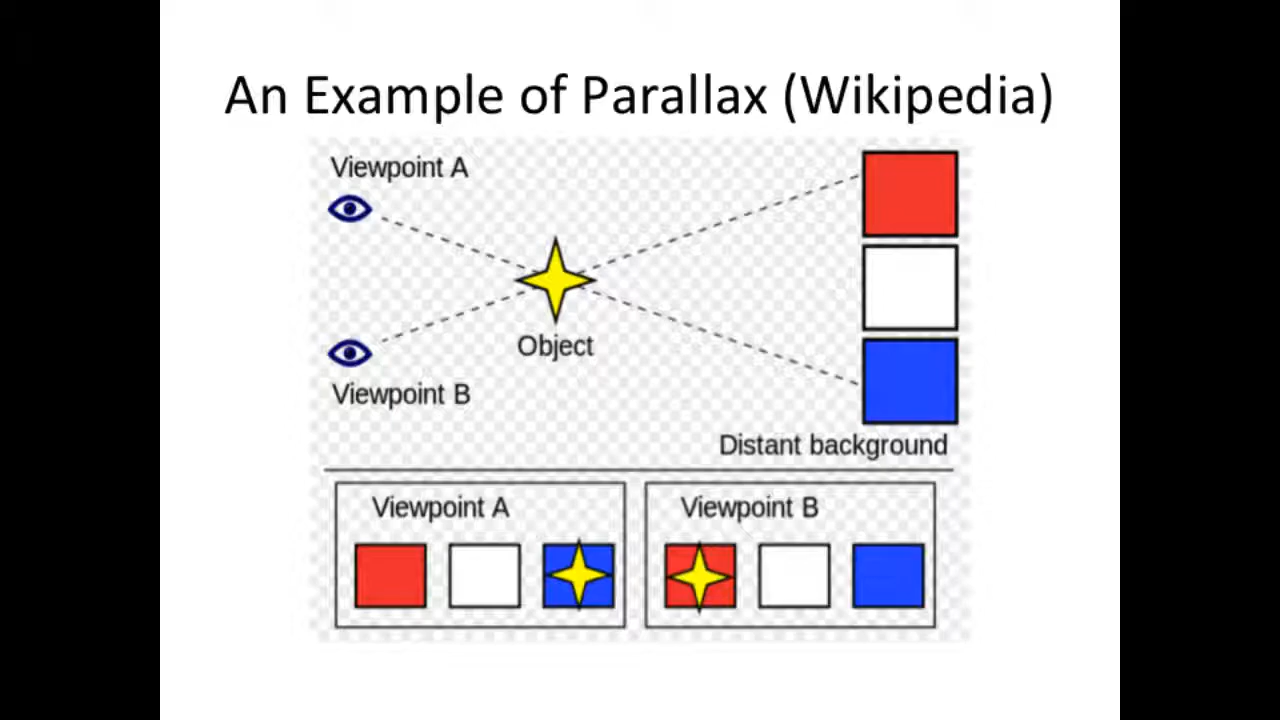 An Example of Parallax (Wikipedia)
Viewpoint A
Object
Viewpoint B
Distant background
Viewpoint A
Viewpoint B